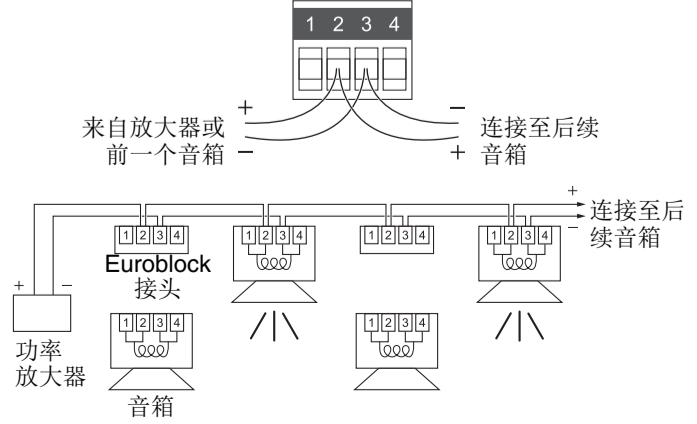 1 2 3 4
+
来自放大器或
前一个音箱 −
−
连接至后续
+ 音箱
+
连接至后
− 续音箱
1 2 3 4
1 2 3 4
1 2 3 4
1 2 3 4
Euroblock
接头
+ −
功率
放大器
1 2 3 4
1 2 3 4
音箱